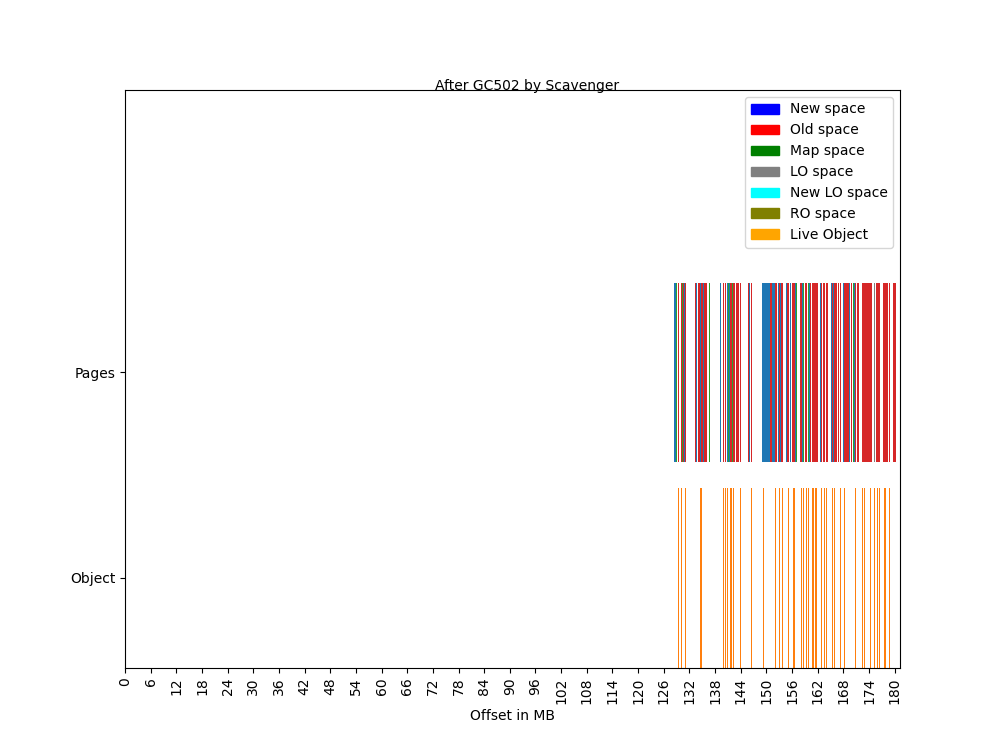 After GC502 by Scavenger
New space
Old space
Map space
LO space
New LO space
RO space
Live Object
Pages
Object
0 6 12 18 24 30 36 42 48 54 60 66 72 78 84 90 96 102 108 114 120 126 132 138 144 150 156 162 168 174 180
Offset in MB